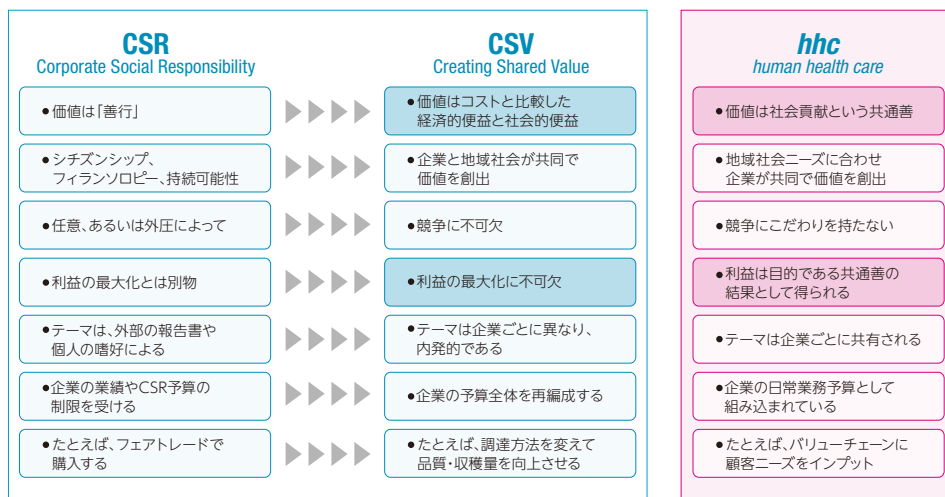 CSR
Corporate Social Responsibility
CSV
Creating Shared Value
hhc
human health care
●価値は「善行」
●価値はコストと比較した
経済的便益と社会的便益
●価値は社会貢献という共通善
●シチズンシップ、
フィランソロピー、持続可能性
●企業と地域社会が共同で
価値を創出
●地域社会ニーズに合わせ
企業が共同で価値を創出
●任意、あるいは外圧によって
●競争に不可欠
●競争にこだわりを持たない
●利益の最大化とは別物
●利益の最大化に不可欠
●利益は目的である共通善の
結果として得られる
●テーマは、外部の報告書や
個人の嗜好による
●テーマは企業ごとに異なり、
内発的である
●テーマは企業ごとに共有される
●企業の業績やCSR予算の
制限を受ける
●企業の予算全体を再編成する
●企業の日常業務予算として
組み込まれている
●たとえば、フェアトレードで
購入する
●たとえば、調達方法を変えて
品質・収穫量を向上させる
●たとえば、バリューチェーンに
顧客ニーズをインプット